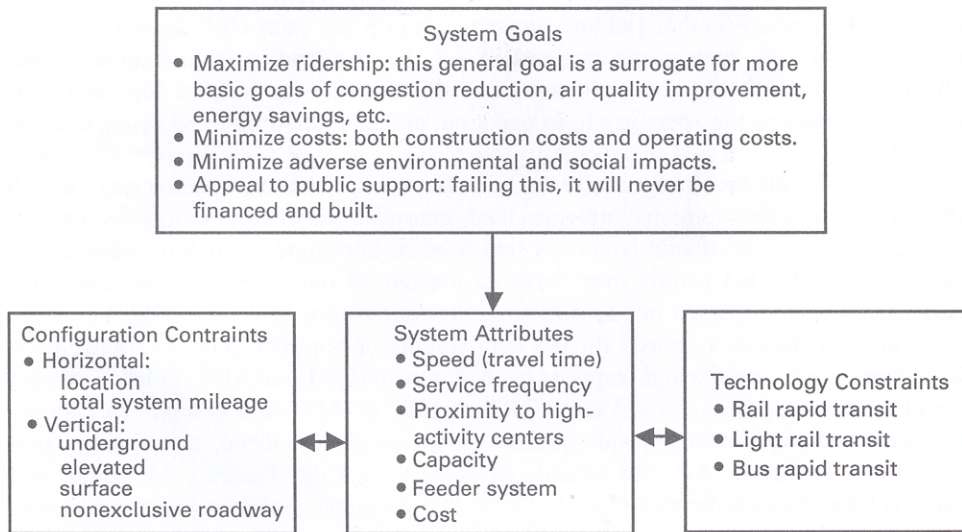 System Goals
• Maximize ridership: this general goal is a surrogate for more
basic goals of congestion reduction, air quality improvement,
energy savings, etc.
• Minimize costs: both construction costs and operating costs.
• Minimize adverse environmental and social impacts.
• Appeal to public support: failing this, it will never be
financed and built.
Configuration Contraints
• Horizontal:
location
total system mileage
• Vertical:
underground
elevated
surface
nonexclusive roadway
System Attributes
• Speed (travel time)
• Service frequency
• Proximity to high-
activity centers
• Capacity
• Feeder system
• Cost
Technology Constraints
• Rail rapid transit
• Light rail transit
• Bus rapid transit